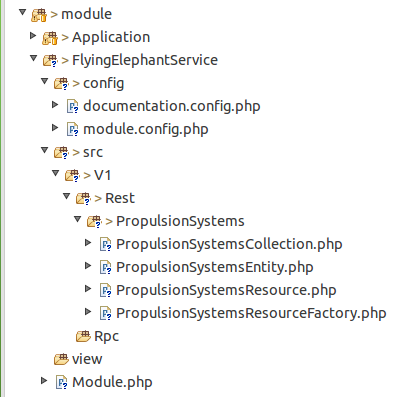 > module
> Application
> FlyingElephantService
> config
documentation.config.php
module.config.php
> src
> V1
> Rest
> PropulsionSystems
PropulsionSystemsCollection.php
PropulsionSystemsEntity.php
PropulsionSystemsResource.php
PropulsionSystemsResourceFactory.php
Rpc
view
Module.php